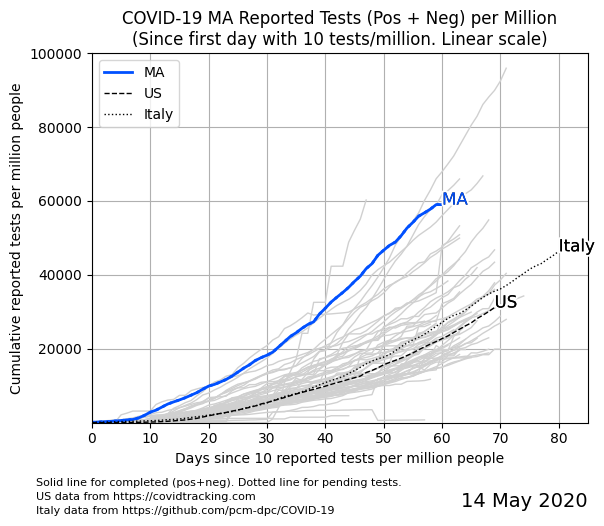 COVID-19 MA Reported Tests (Pos + Neg) per Million
(Since first day with 10 tests/million. Linear scale)
Cumulative reported tests per million people
100000
80000
60000
40000
20000
MA
US
Italy
MA
Italy
US
0 10 20 30 40 50 60 70 80
Days since 10 reported tests per million people
Solid line for completed (pos+neg). Dotted line for pending tests.
US data from https://covidtracking.com
Italy data from https://github.com/pcm-dpc/COVID-19
14 May 2020